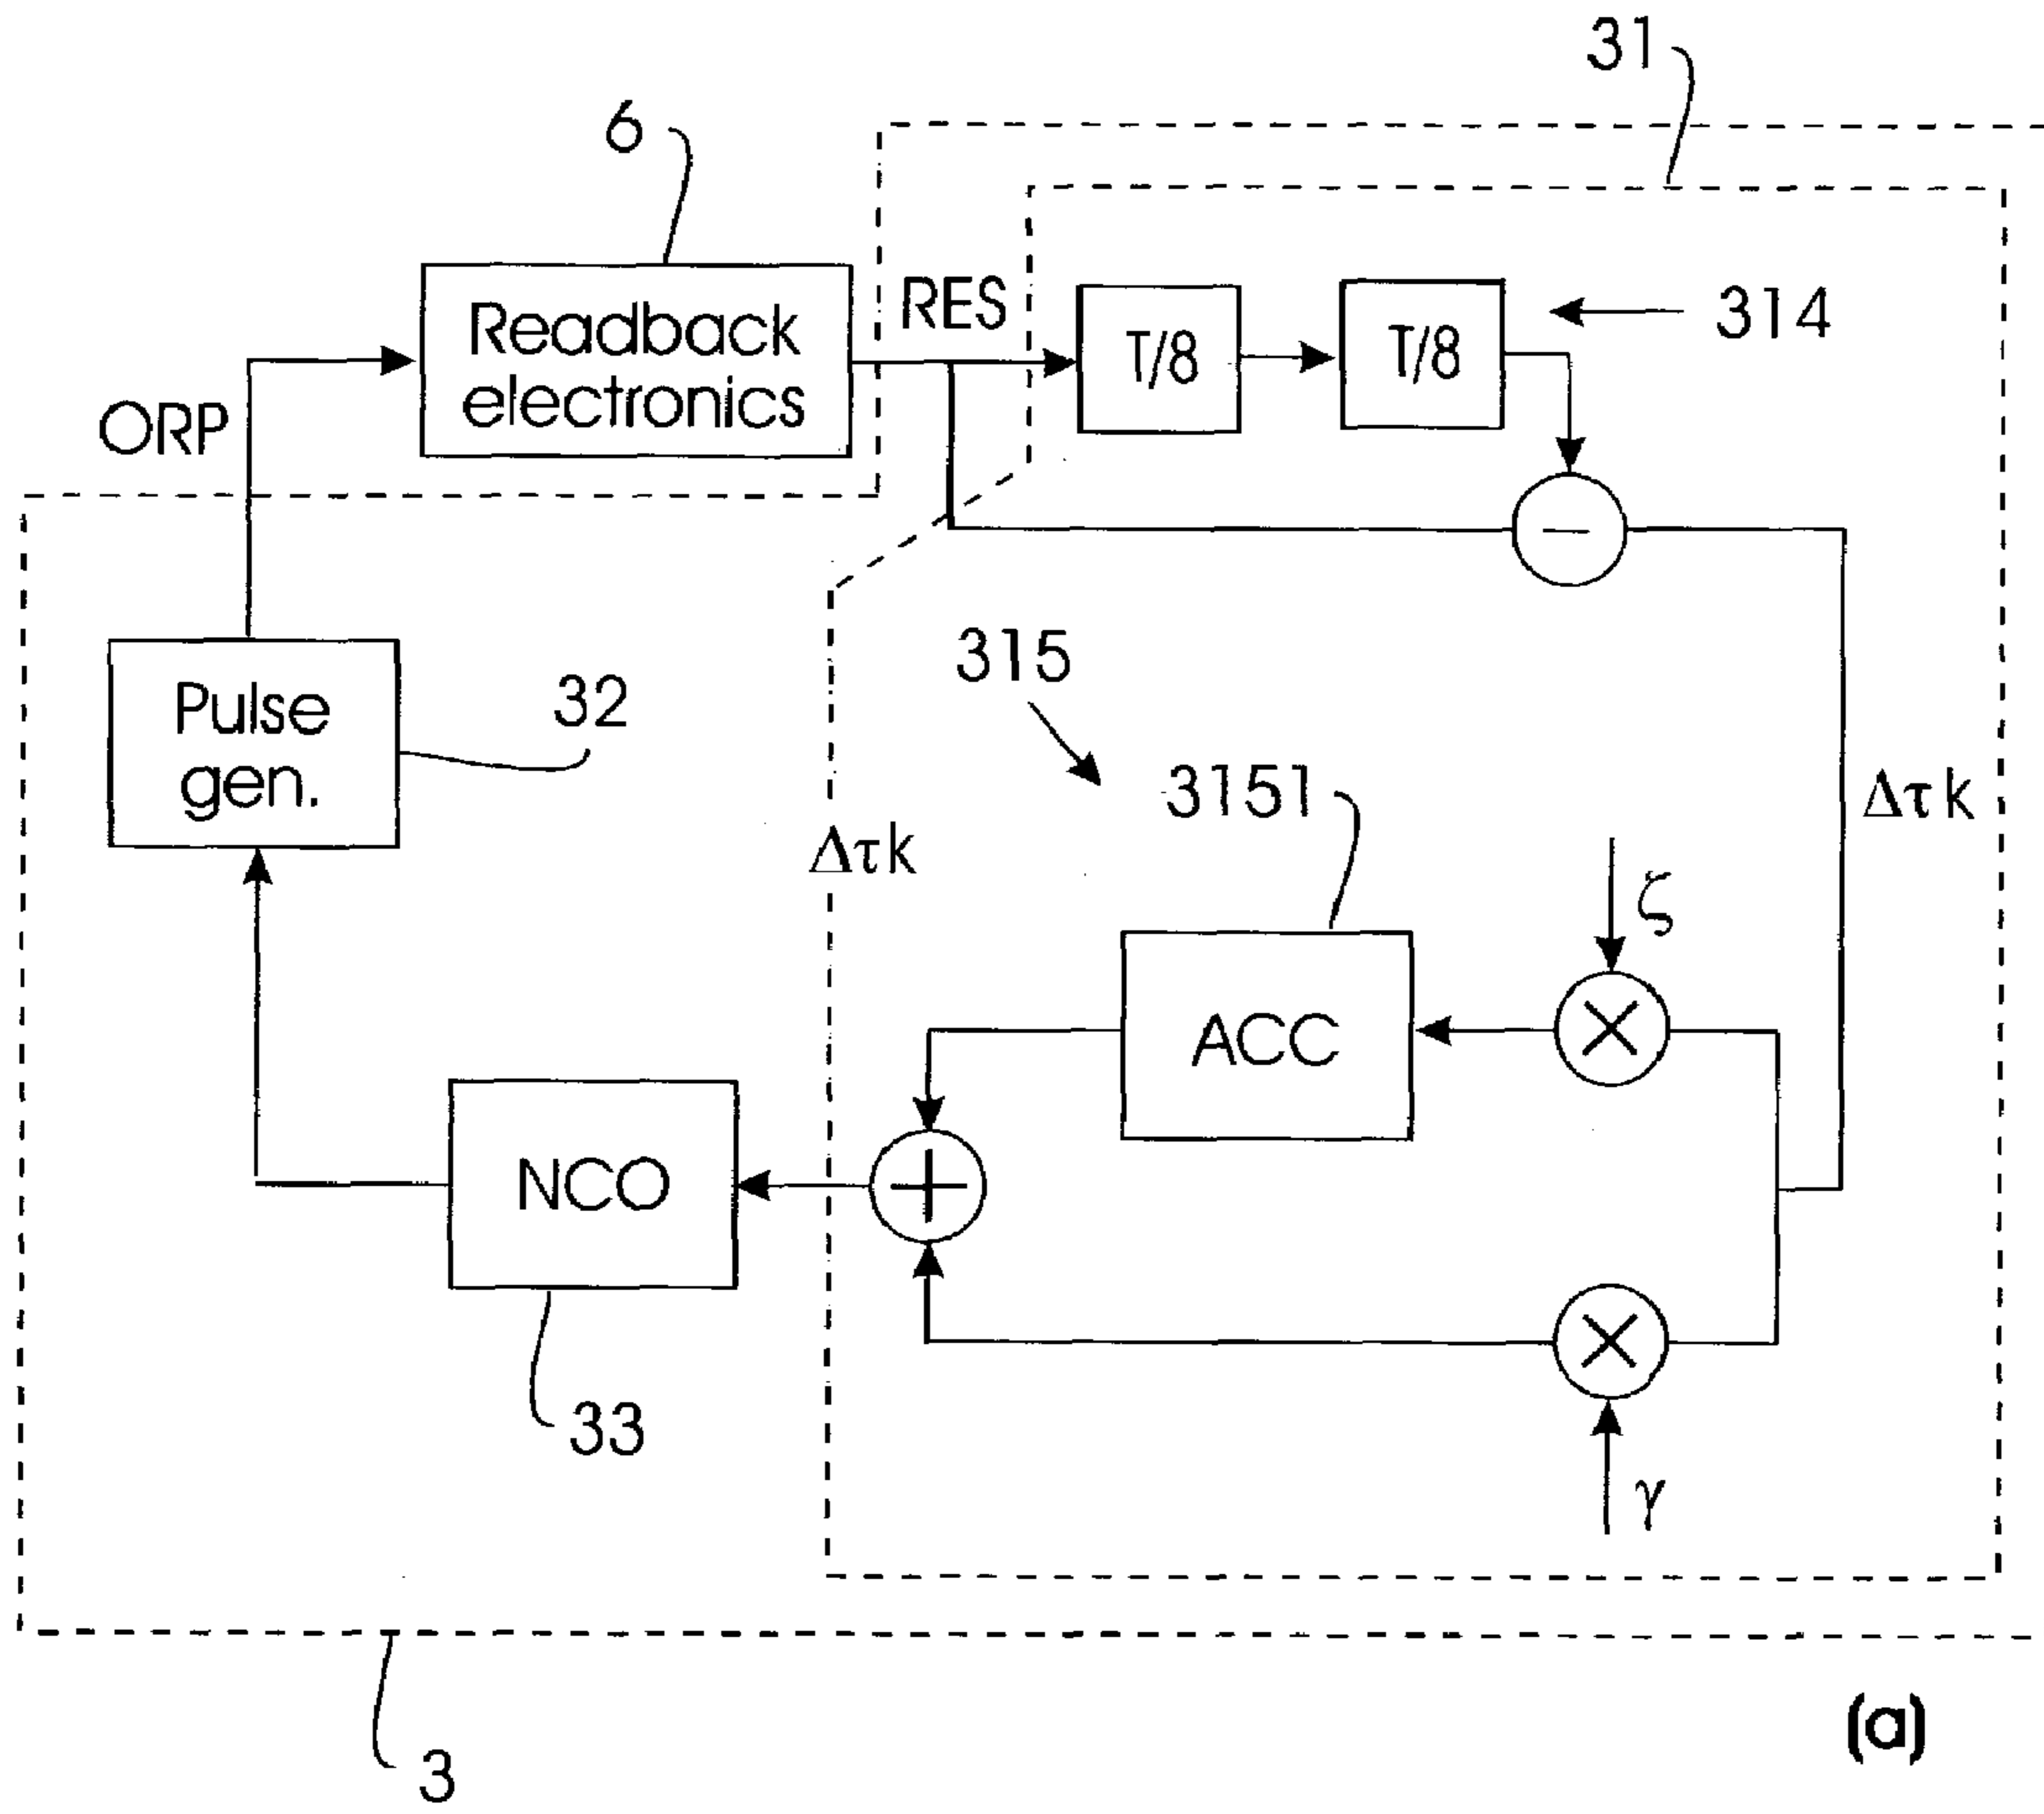 31
6
RES
Readback
electronics
T/8
T/8
314
ORP
−
315
Pulse
gen.
32
3151
Δτk
Δτk
ζ
ACC
×
NCO
+
×
33
γ
(a)
3